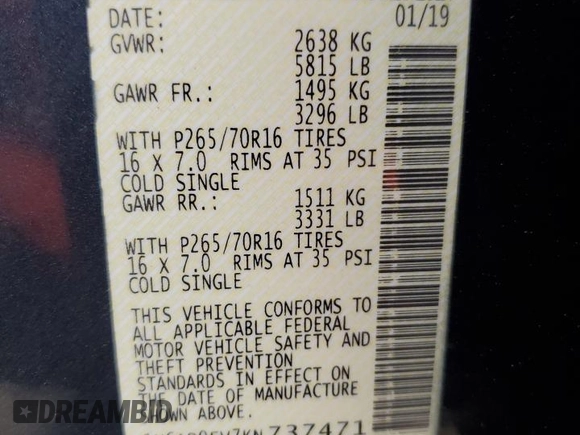 DATE: 01/19
GVWR: 2638 KG
5815 LB
GAWR FR.: 1495 KG
3296 LB
WITH P265/70R16 TIRES
16 X 7.0 RIMS AT 35 PSI
COLD SINGLE
GAWR RR.: 1511 KG
3331 LB
WITH P265/70R16 TIRES
16 X 7.0 RIMS AT 35 PSI
COLD SINGLE
THIS VEHICLE CONFORMS TO
ALL APPLICABLE FEDERAL
MOTOR VEHICLE SAFETY AND
THEFT PREVENTION
STANDARDS IN EFFECT ON
THE DATE OF MANUFACTURE
SHOWN ABOVE.
737471
DREAMBID